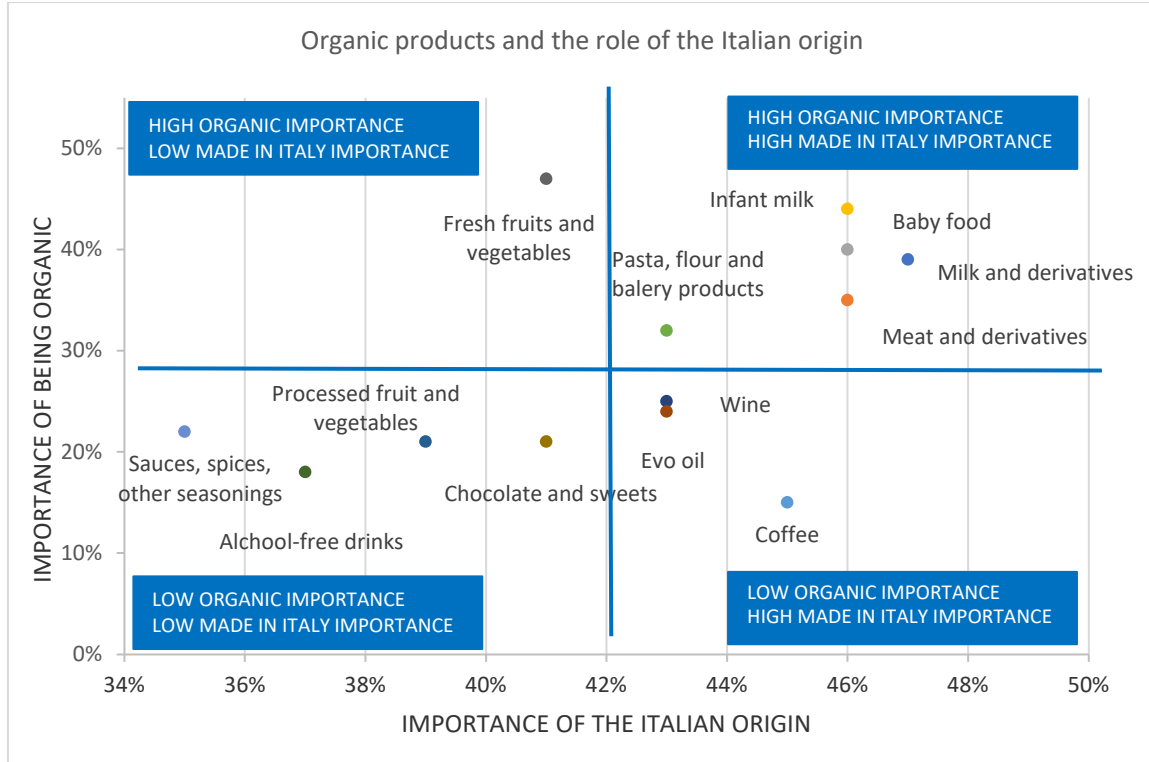 Organic products and the role of the Italian origin
HIGH ORGANIC IMPORTANCE
LOW MADE IN ITALY IMPORTANCE
HIGH ORGANIC IMPORTANCE
HIGH MADE IN ITALY IMPORTANCE
50%
Infant milk
Fresh fruits and
vegetables
Baby food
40%
Pasta, flour and
balery products
Milk and derivatives
Meat and derivatives
30%
Processed fruit and
vegetables
Wine
20%
Sauces, spices,
other seasonings
Evo oil
Chocolate and sweets
Coffee
Alchool-free drinks
10%
LOW ORGANIC IMPORTANCE
LOW MADE IN ITALY IMPORTANCE
LOW ORGANIC IMPORTANCE
HIGH MADE IN ITALY IMPORTANCE
0%
34%
36%
38%
40%
42%
44%
46%
48%
50%
IMPORTANCE OF THE ITALIAN ORIGIN
IMPORTANCE OF BEING ORGANIC